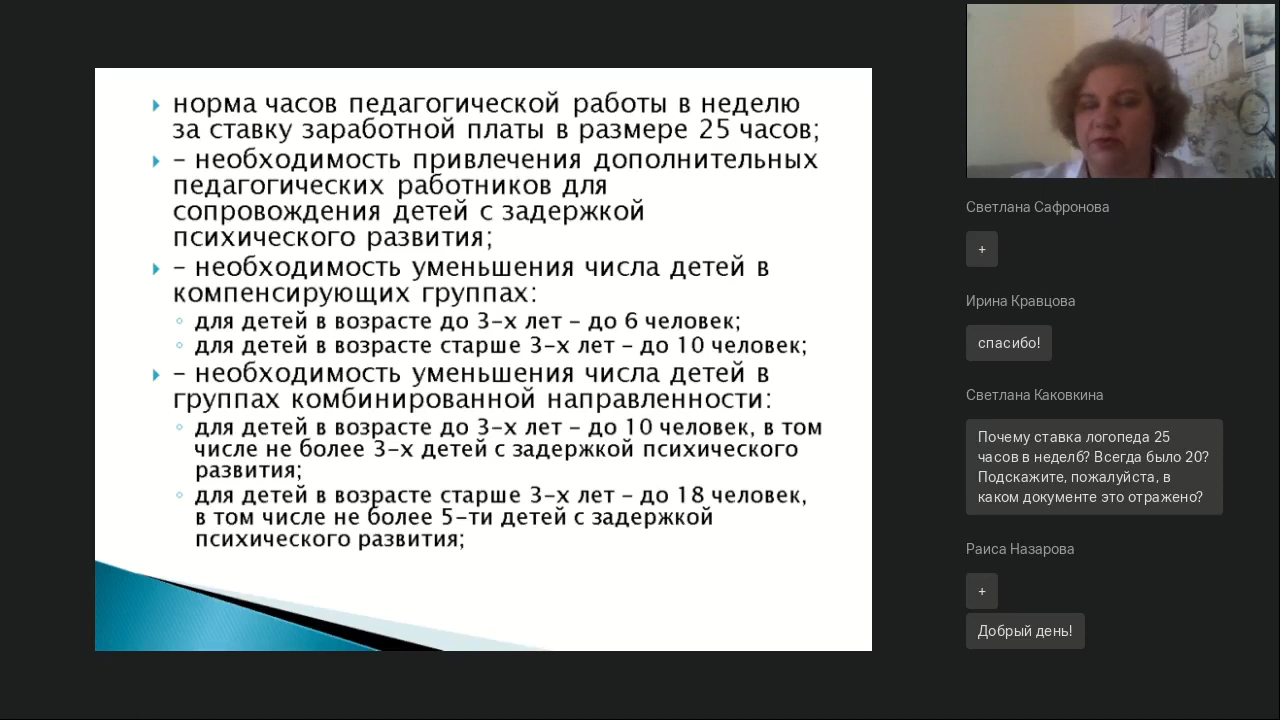 норма часов педагогической работы в неделю
за ставку заработной платы в размере 25 часов;
– необходимость привлечения дополнительных
педагогических работников для
сопровождения детей с задержкой
психического развития;
– необходимость уменьшения числа детей в
компенсирующих группах:
для детей в возрасте до 3-х лет – до 6 человек;
для детей в возрасте старше 3-х лет – до 10 человек;
– необходимость уменьшения числа детей в
группах комбинированной направленности:
для детей в возрасте до 3-х лет – до 10 человек, в том
числе не более 3-х детей с задержкой психического
развития;
для детей в возрасте старше 3-х лет – до 18 человек,
в том числе не более 5-ти детей с задержкой
психического развития;
Светлана Сафронова
+
Ирина Кравцова
спасибо!
Светлана Каковкина
Почему ставка логопеда 25
часов в неделб? Всегда было 20?
Подскажите, пожалуйста, в
каком документе это отражено?
Раиса Назарова
+
Добрый день!